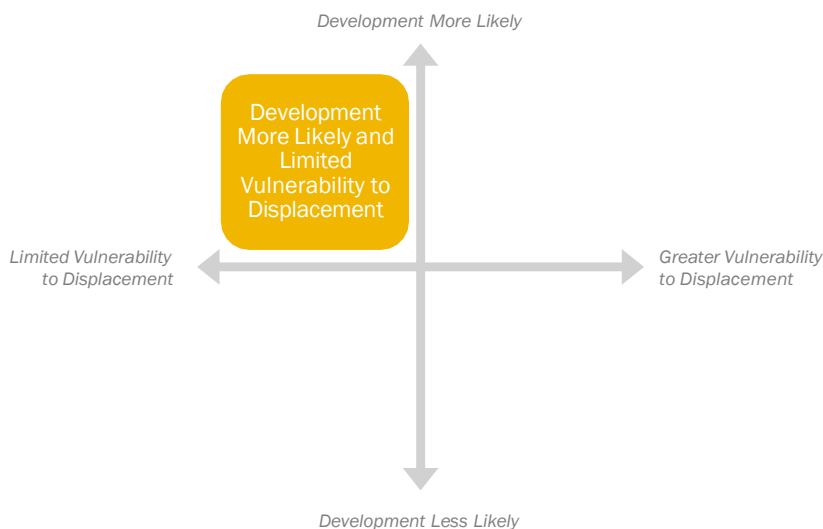 Development More Likely
Development
More Likely and
Limited
Vulnerability to
Displacement
Limited Vulnerability
to Displacement
Greater Vulnerability
to Displacement
Development Less Likely